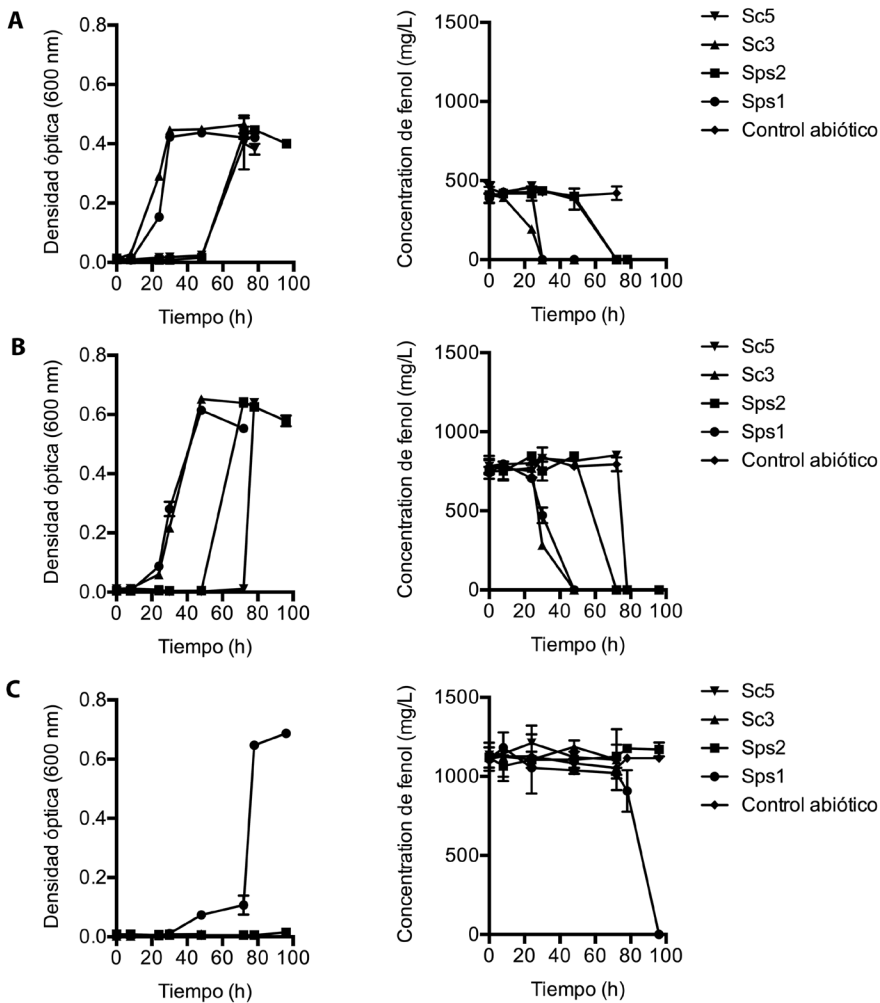 A
Densidad óptica (600 nm)
0.8
0.6
0.4
0.2
0.0
0 20 40 60 80 100
Tiempo (h)
Concentration de fenol (mg/L)
1500
1000
500
0
0 20 40 60 80 100
Tiempo (h)
Sc5
Sc3
Sps2
Sps1
Control abiótico
B
Densidad óptica (600 nm)
0.8
0.6
0.4
0.2
0.0
0 20 40 60 80 100
Tiempo (h)
Concentration de fenol (mg/L)
1500
1000
500
0
0 20 40 60 80 100
Tiempo (h)
Sc5
Sc3
Sps2
Sps1
Control abiótico
C
Densidad óptica (600 nm)
0.8
0.6
0.4
0.2
0.0
0 20 40 60 80 100
Tiempo (h)
Concentration de fenol (mg/L)
1500
1000
500
0
0 20 40 60 80 100
Tiempo (h)
Sc5
Sc3
Sps2
Sps1
Control abiótico